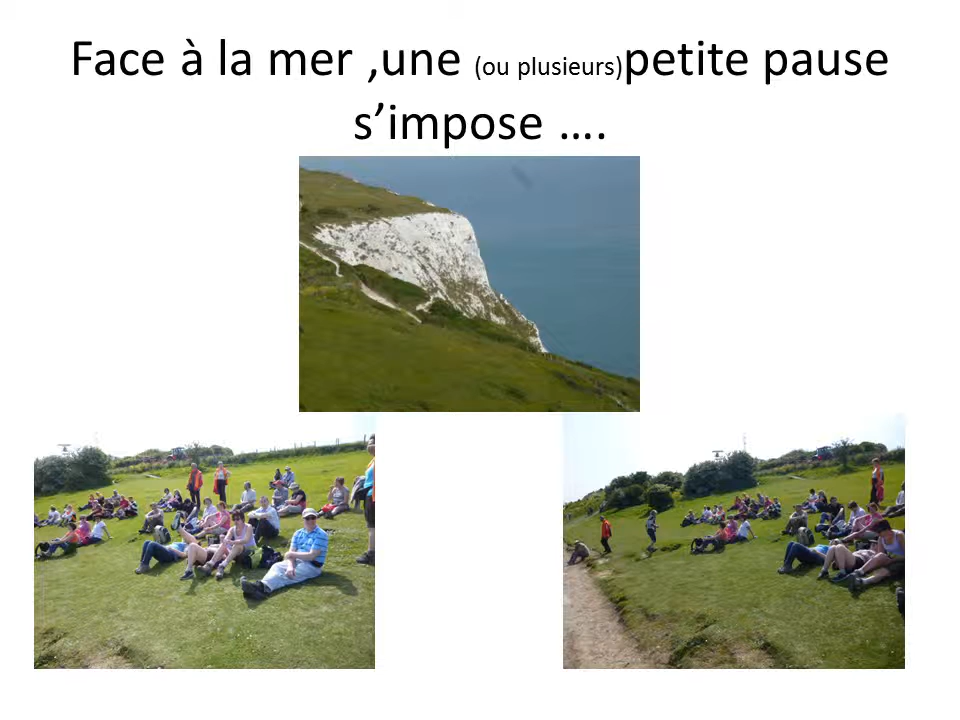 Face à la mer ,une (ou plusieurs)petite pause
s’impose ….